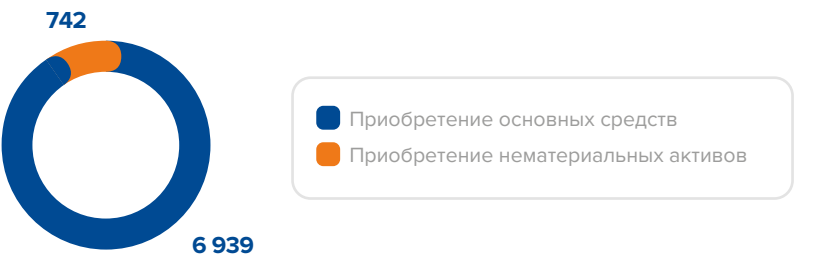 742
Приобретение основных средств
Приобретение нематериальных активов
6 939